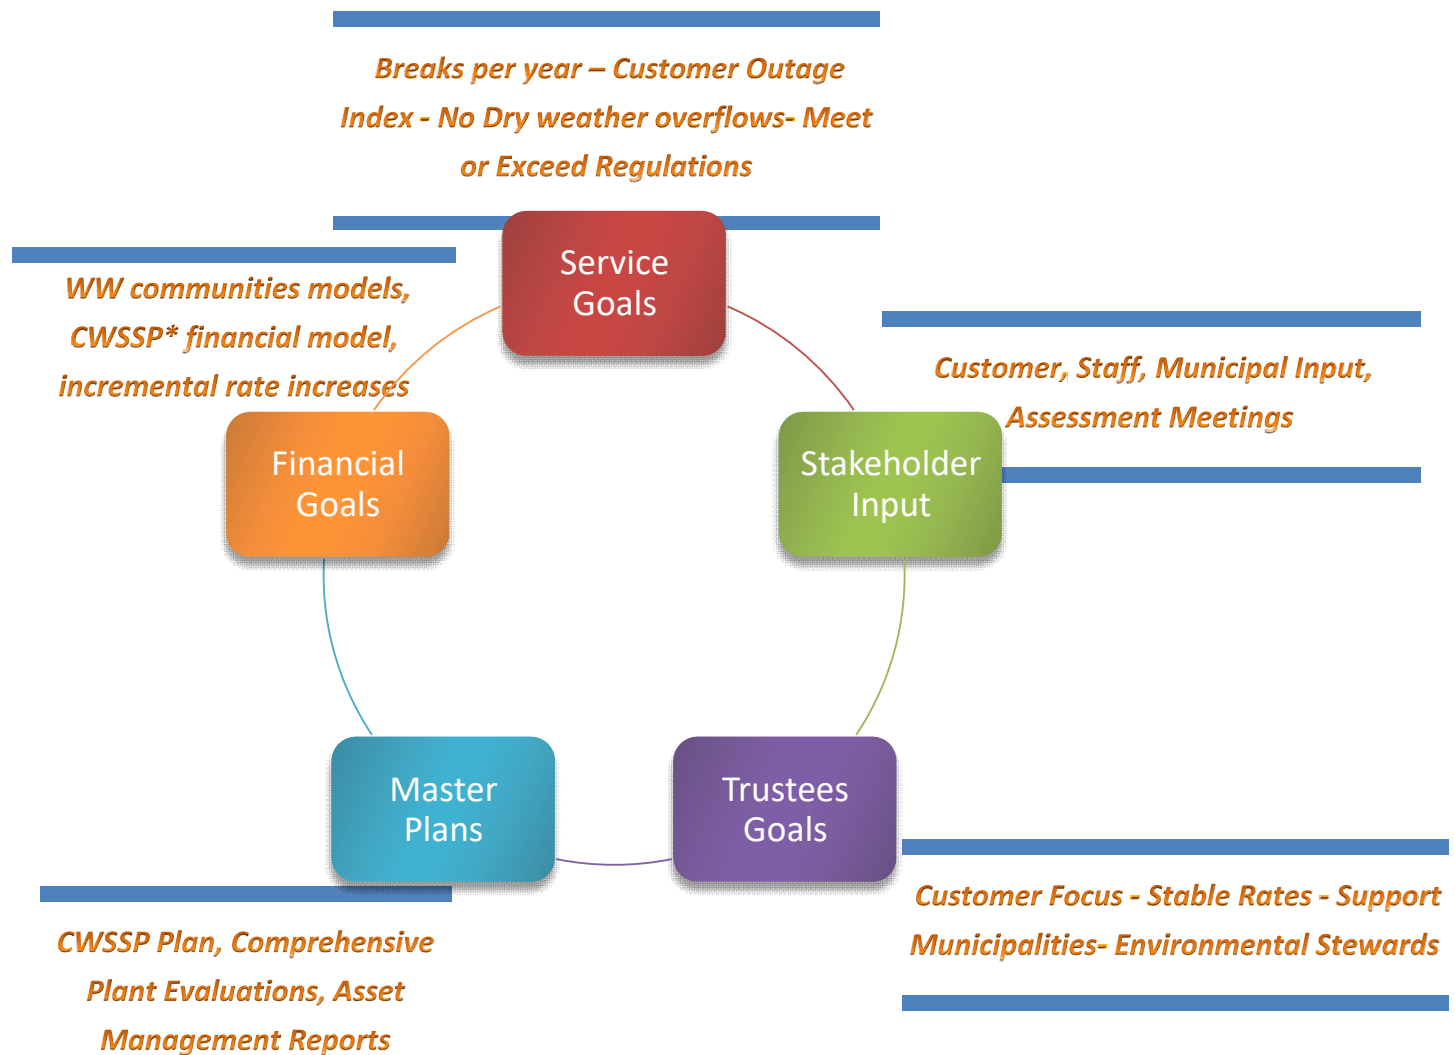 Breaks per year – Customer Outage
Index - No Dry weather overflows- Meet
or Exceed Regulations
Service
Goals
WW communities models,
CWSSP* financial model,
incremental rate increases
Customer, Staff, Municipal Input,
Assessment Meetings
Financial
Goals
Stakeholder
Input
Master
Plans
Trustees
Goals
Customer Focus - Stable Rates - Support
Municipalities- Environmental Stewards
CWSSP Plan, Comprehensive
Plant Evaluations, Asset
Management Reports